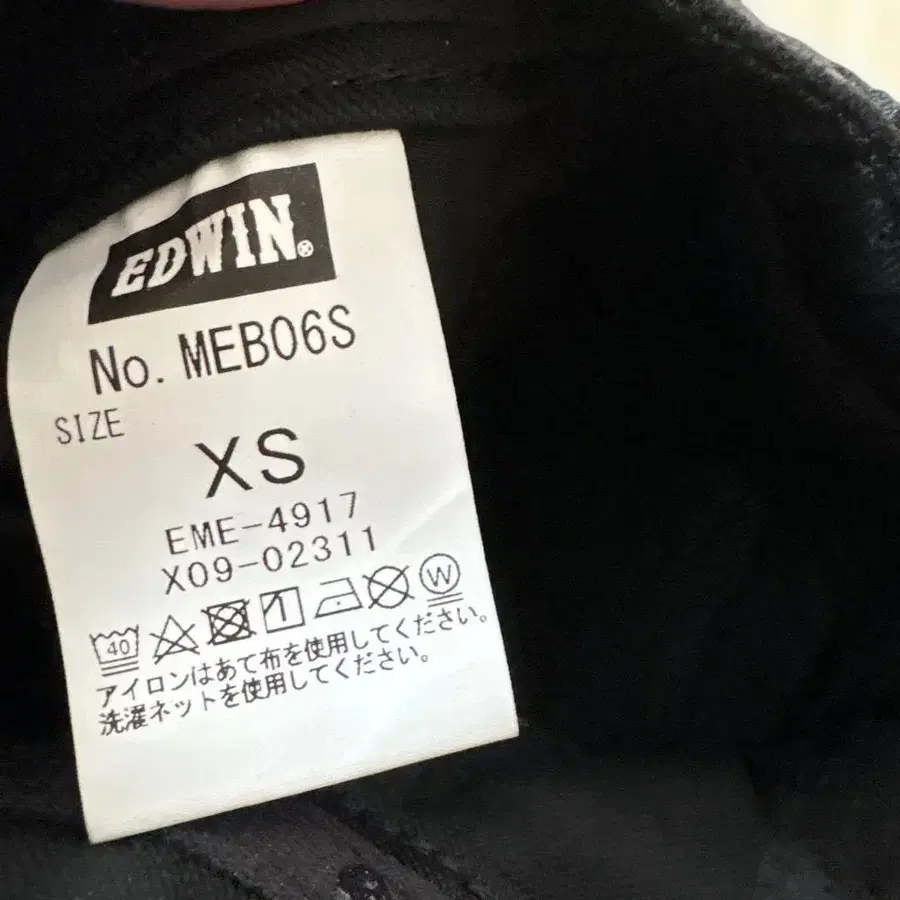 EDWIN®
No. MEB06S
SIZE
XS
EME-4917
X09-02311
40 1 W
アイロンはあて布を使用してください。
洗濯ネットを使用してください。